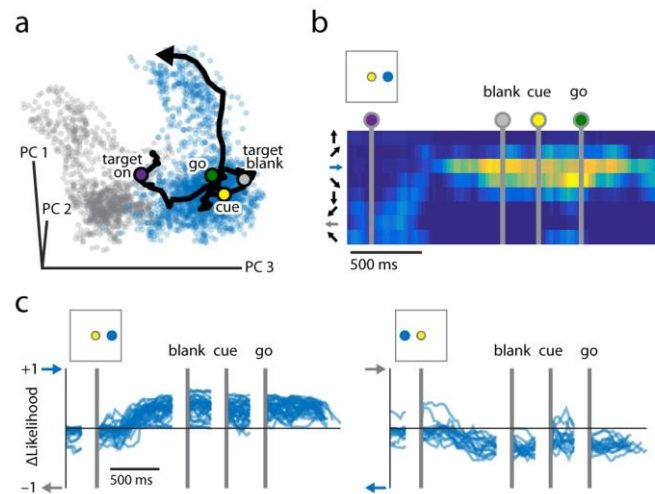 a
target
on
go
target
blank
cue
PC 1
PC 2
PC 3
b
blank
cue
go
500 ms
c
+1
ΔLikelihood
−1
blank
cue
go
500 ms
blank
cue
go